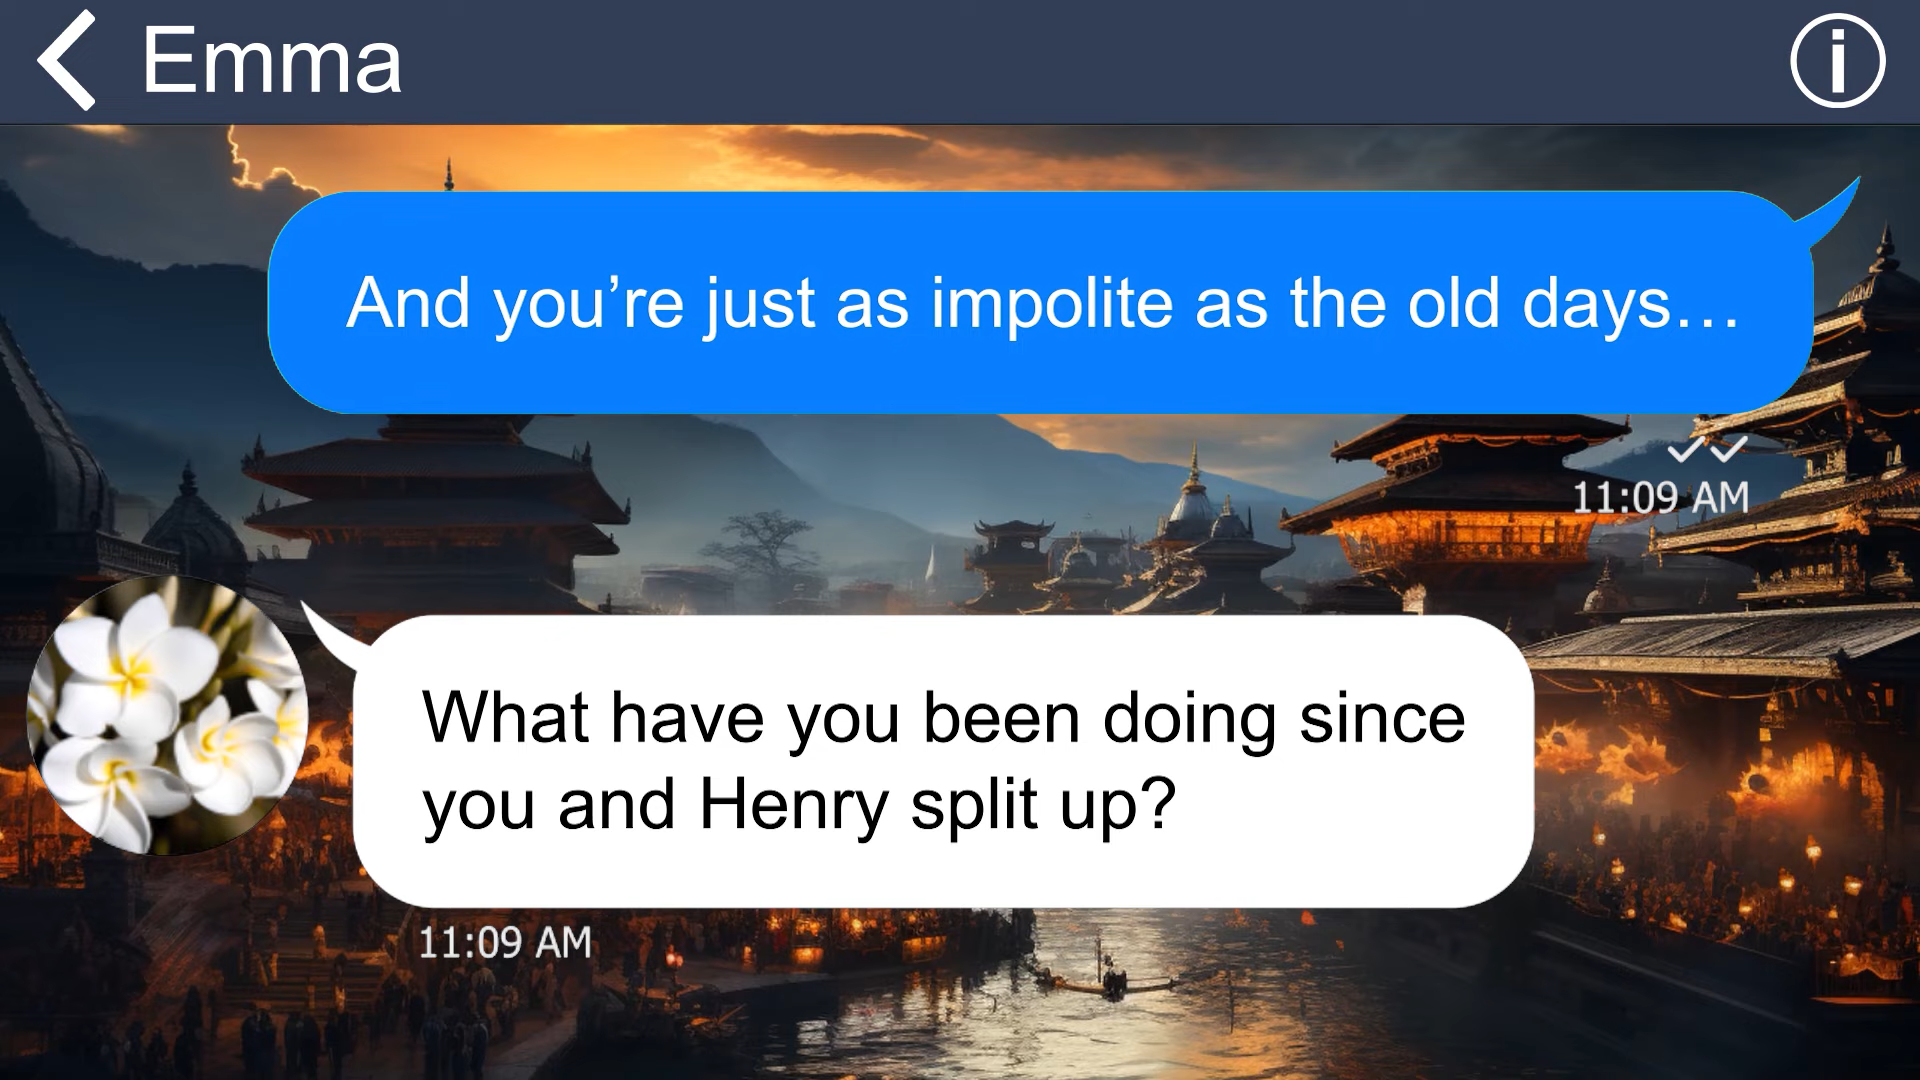 Emma
And you’re just as impolite as the old days…
11:09 AM
What have you been doing since
you and Henry split up?
11:09 AM